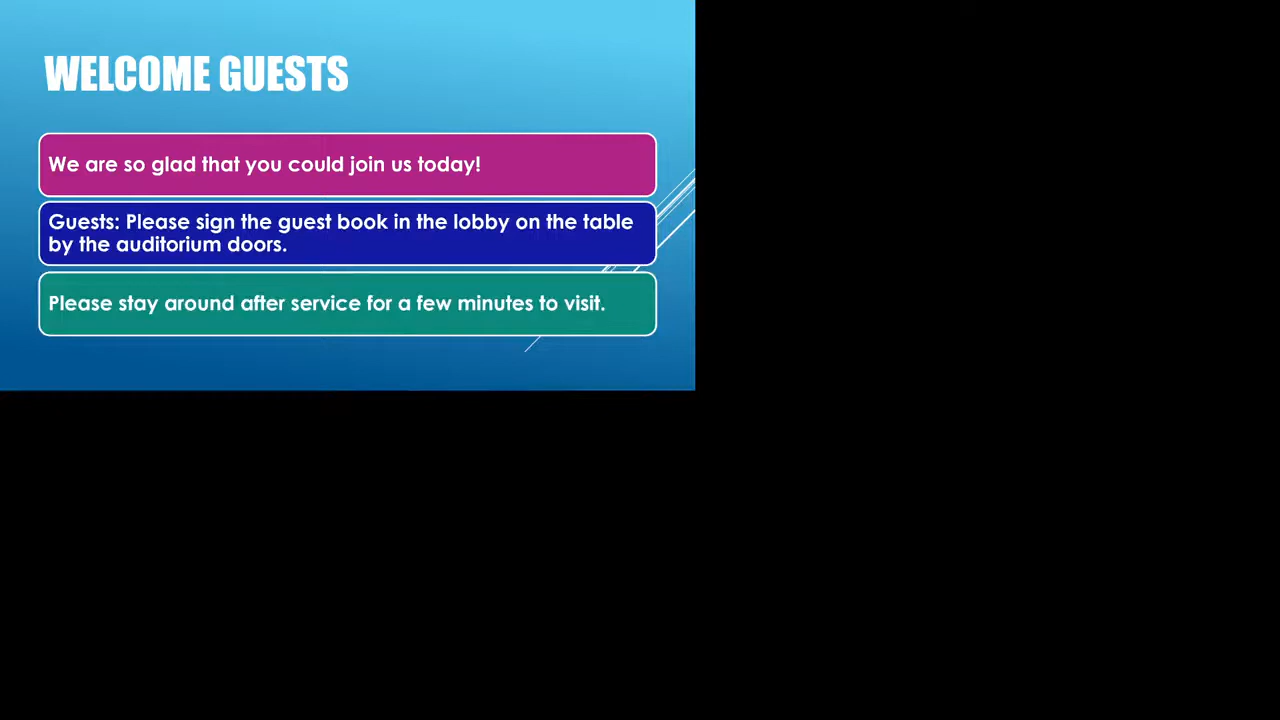 WELCOME GUESTS
We are so glad that you could join us today!
Guests: Please sign the guest book in the lobby on the table
by the auditorium doors.
Please stay around after service for a few minutes to visit.